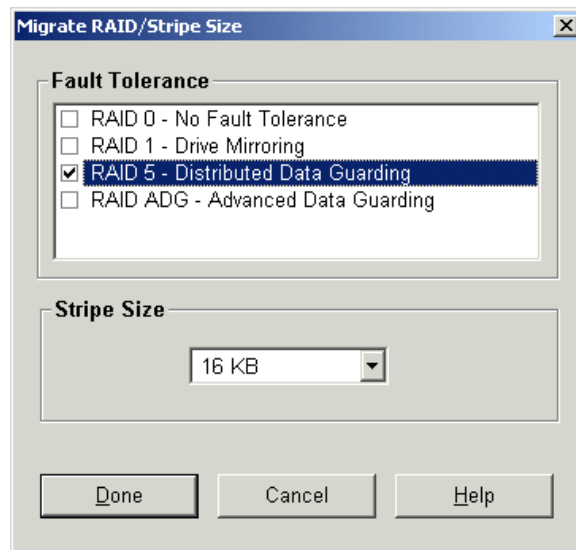 Migrate RAID/Stripe Size
Fault Tolerance
RAID 0 - No Fault Tolerance
RAID 1 - Drive Mirroring
RAID 5 - Distributed Data Guarding
RAID ADG - Advanced Data Guarding
Stripe Size
16 KB
Done Cancel Help